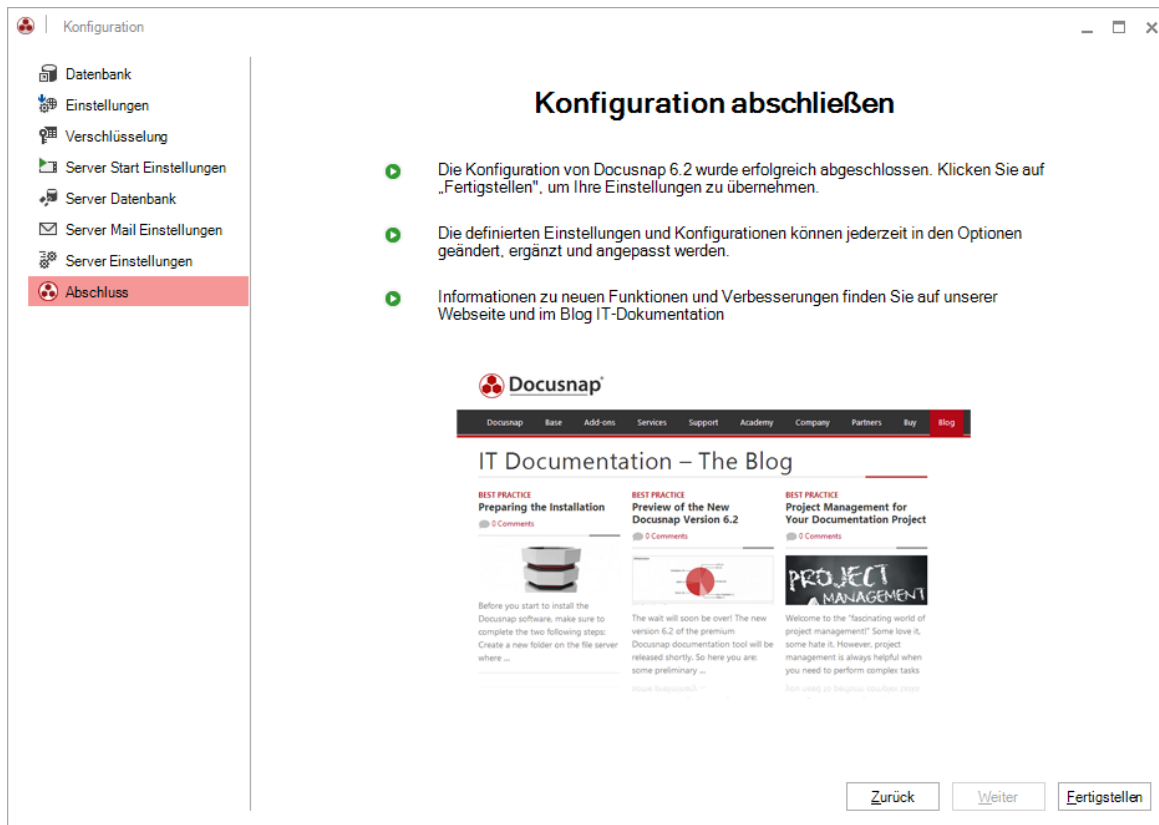 Konfiguration
Datenbank
Einstellungen
Verschlüsselung
Server Start Einstellungen
Server Datenbank
Server Mail Einstellungen
Server Einstellungen
Abschluss
Konfiguration abschließen
Die Konfiguration von Docusnap 6.2 wurde erfolgreich abgeschlossen. Klicken Sie auf
„Fertigstellen", um Ihre Einstellungen zu übernehmen.
Die definierten Einstellungen und Konfigurationen können jederzeit in den Optionen
geändert, ergänzt und angepasst werden.
Informationen zu neuen Funktionen und Verbesserungen finden Sie auf unserer
Webseite und im Blog IT-Dokumentation
Docusnap
Docusnap Base Add-ons Services Support Academy Company Partners Buy Blog
IT Documentation – The Blog
BEST PRACTICE
Preparing the Installation
0 Comments
Before you start to install the
Docusnap software, make sure to
complete the two following steps:
Create a new folder on the file server
where ...
BEST PRACTICE
Preview of the New
Docusnap Version 6.2
0 Comments
The wait will soon be over! The new
version 6.2 of the premium
Docusnap documentation tool will be
released shortly. So here you are:
some preliminary ...
BEST PRACTICE
Project Management for
Your Documentation Project
0 Comments
PROJECT
MANAGEMENT
Welcome to the "fascinating world of
project management!" Some love it,
some hate it. However, project
management is always helpful when
you need to perform complex tasks
Zurück
Weiter
Fertigstellen